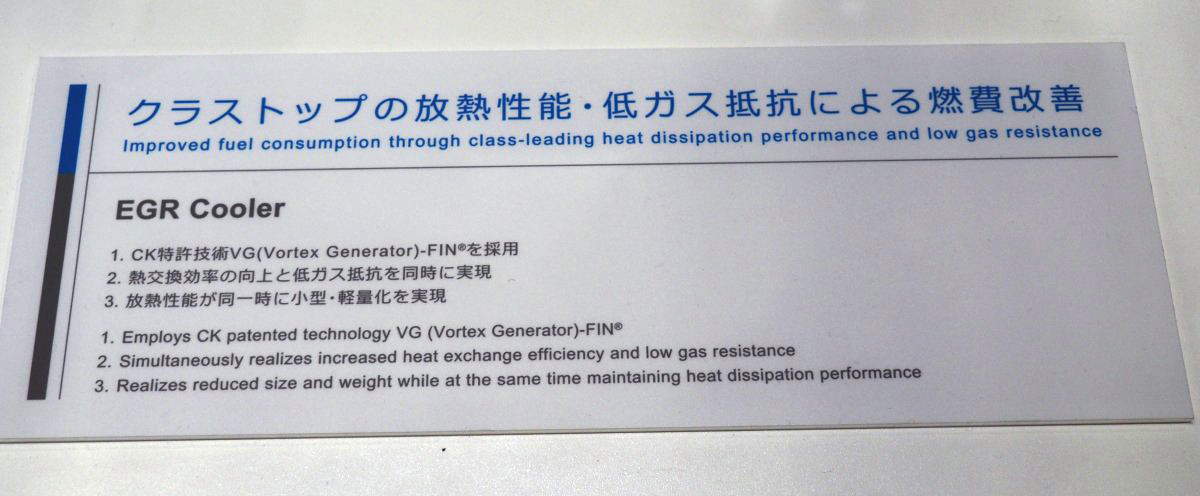 クラストップの放熱性能・低ガス抵抗による燃費改善
Improved fuel consumption through class-leading heat dissipation performance and low gas resistance
EGR Cooler
1. CK特許技術VG(Vortex Generator)-FIN®を採用
2. 熱交換効率の向上と低ガス抵抗を同時に実現
3. 放熱性能が同一時に小型・軽量化を実現
1. Employs CK patented technology VG (Vortex Generator)-FIN®
2. Simultaneously realizes increased heat exchange efficiency and low gas resistance
3. Realizes reduced size and weight while at the same time maintaining heat dissipation performance